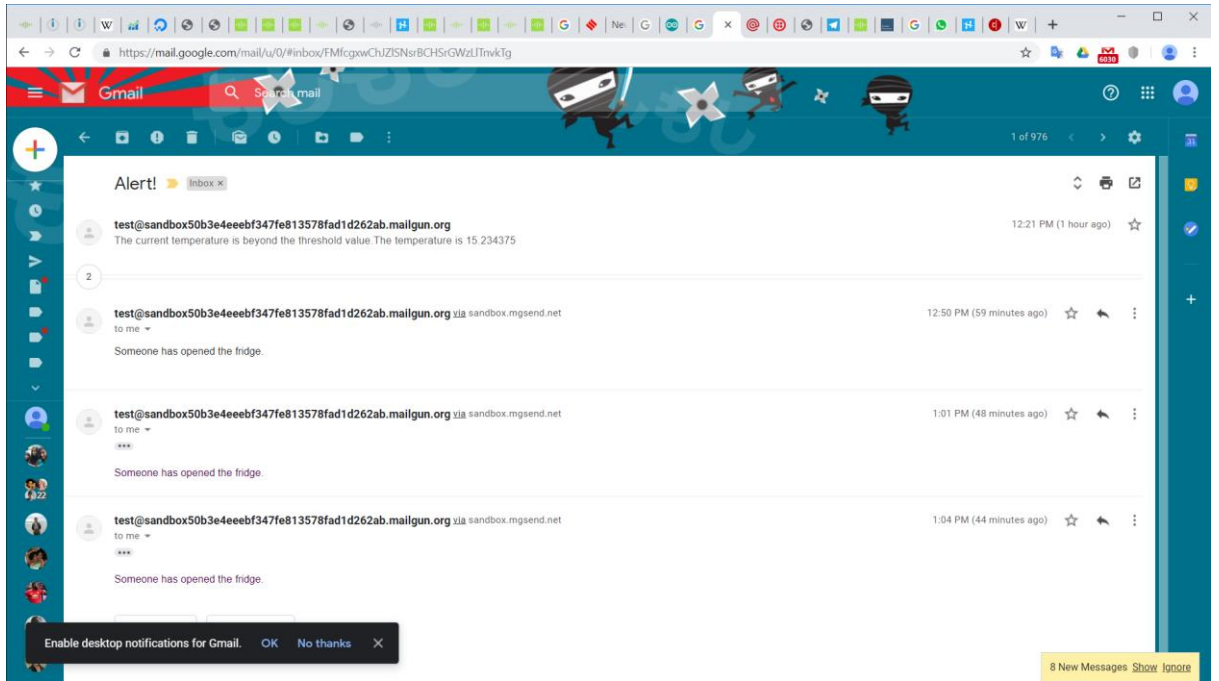 Ne
G
G
G
G
W
https://mail.google.com/mail/u/0/#inbox/FMfcgxwChJZlSNsrBCHSrGWzLlTnvkTg
6030
Gmail
Search mail
1 of 976
31
Alert!
Inbox ×
test@sandbox50b3e4eeebf347fe813578fad1d262ab.mailgun.org
12:21 PM (1 hour ago)
The current temperature is beyond the threshold value.The temperature is 15.234375
2
test@sandbox50b3e4eeebf347fe813578fad1d262ab.mailgun.org via sandbox.mgsend.net
12:50 PM (59 minutes ago)
to me
Someone has opened the fridge.
test@sandbox50b3e4eeebf347fe813578fad1d262ab.mailgun.org via sandbox.mgsend.net
1:01 PM (48 minutes ago)
to me
Someone has opened the fridge.
22
test@sandbox50b3e4eeebf347fe813578fad1d262ab.mailgun.org via sandbox.mgsend.net
1:04 PM (44 minutes ago)
to me
Someone has opened the fridge.
Enable desktop notifications for Gmail. OK No thanks
8 New Messages Show Ignore